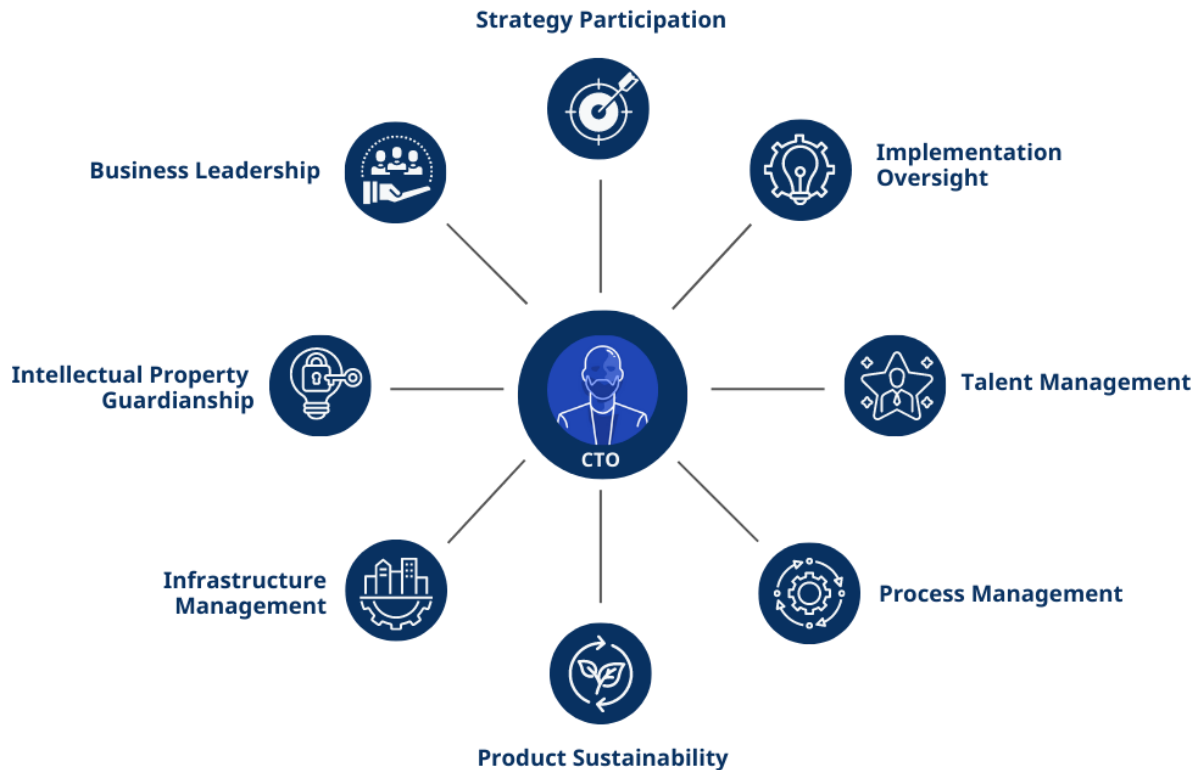 Strategy Participation
Business Leadership
Implementation
Oversight
Intellectual Property
Guardianship
Talent Management
CTO
Infrastructure
Management
Process Management
Product Sustainability